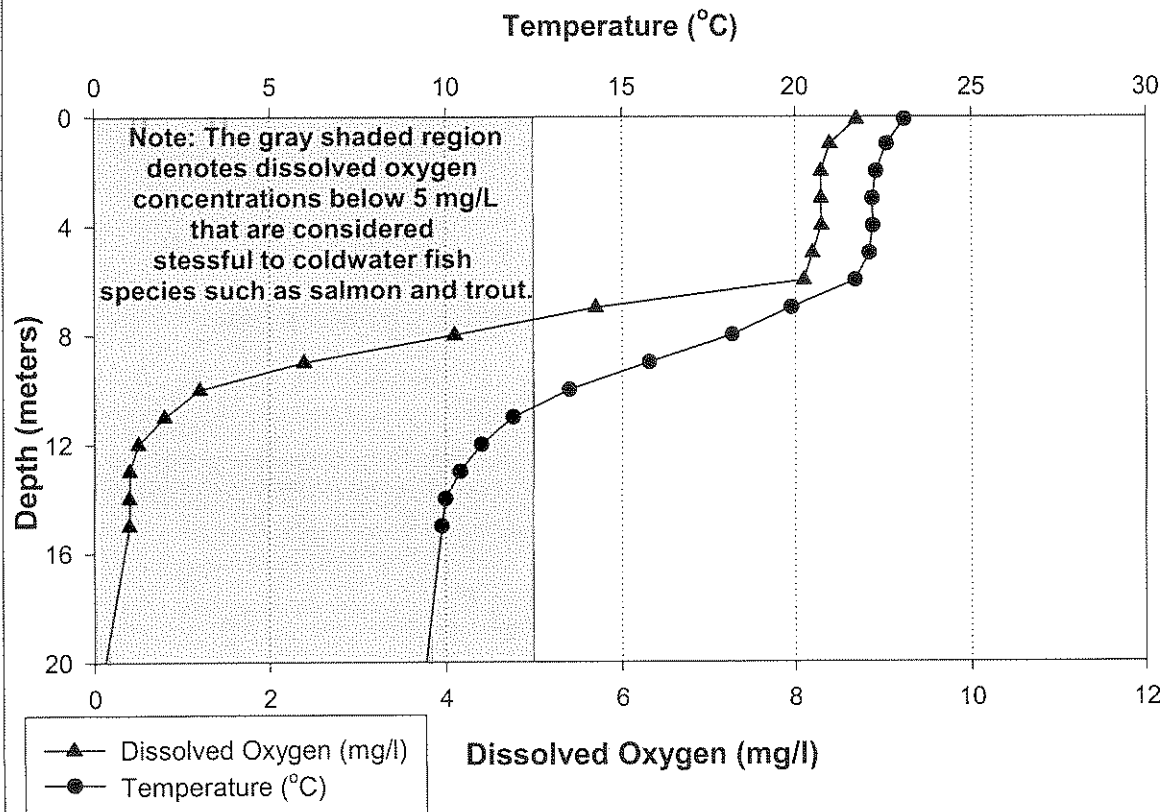 Temperature (°C)
0 5 10 15 20 25 30
Note: The gray shaded region
denotes dissolved oxygen
concentrations below 5 mg/L
that are considered
stessful to coldwater fish
species such as salmon and trout.
Depth (meters)
0
4
8
12
16
20
0 2 4 6 8 10 12
Dissolved Oxygen (mg/l)
Dissolved Oxygen (mg/l)
Temperature (°C)